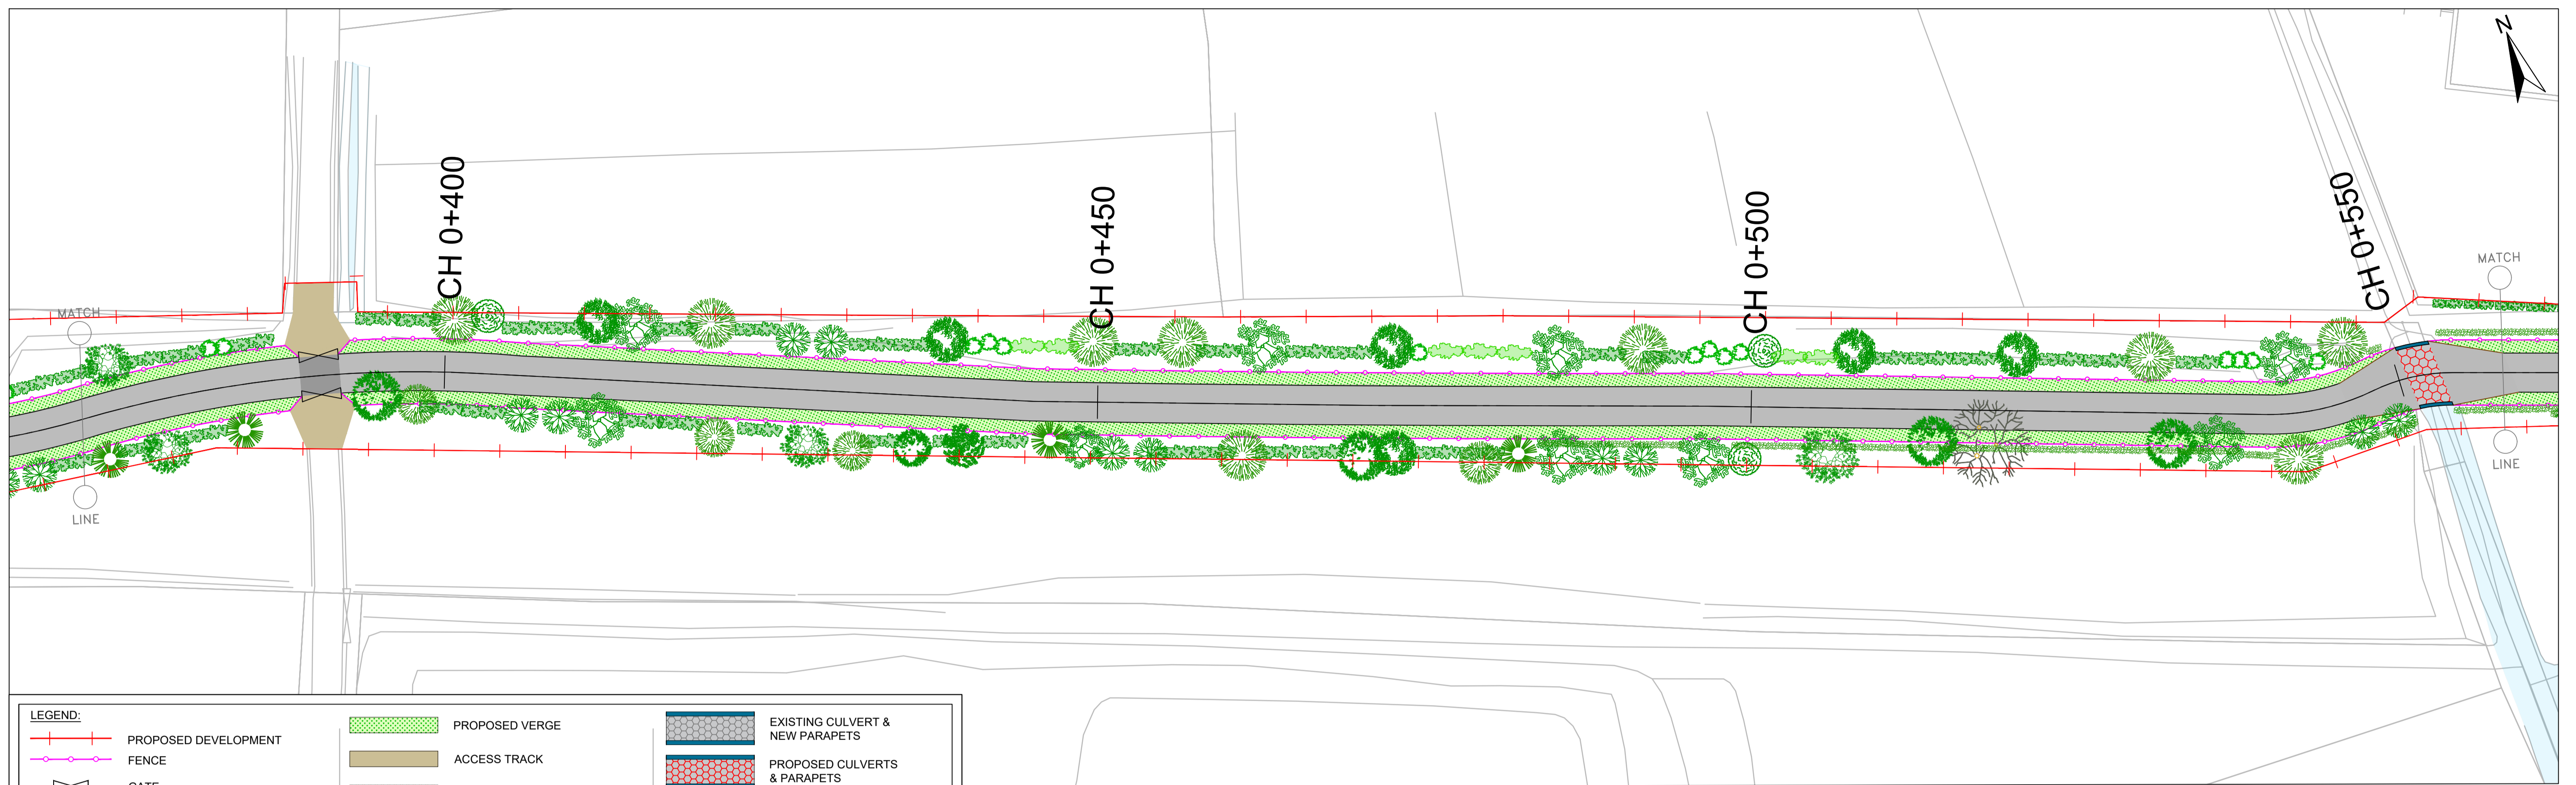 N
CH 0+400
CH 0+450
CH 0+500
CH 0+550
MATCH
LINE
MATCH
LINE
LEGEND:
PROPOSED DEVELOPMENT
FENCE
PROPOSED VERGE
ACCESS TRACK
EXISTING CULVERT &
NEW PARAPETS
PROPOSED CULVERTS
& PARAPETS
GATE